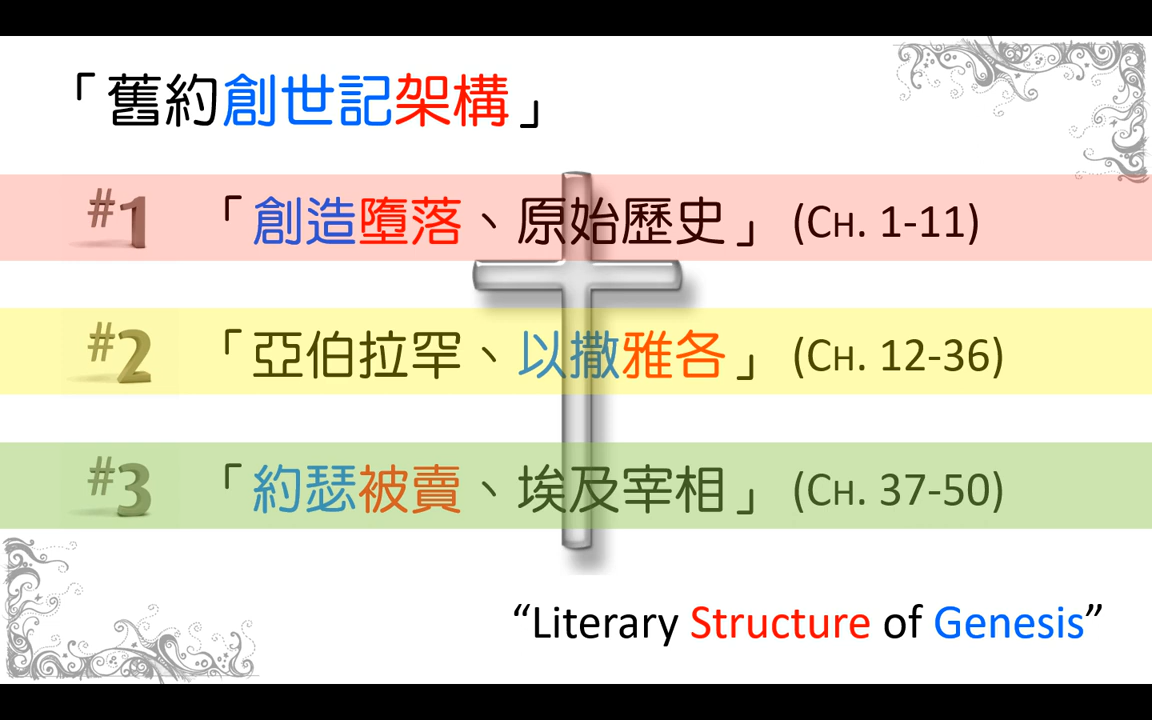 「舊約創世記架構」
#1 「創造墮落、原始歷史」 (CH. 1-11)
#2 「亞伯拉罕、以撒雅各」 (CH. 12-36)
#3 「約瑟被賣、埃及宰相」 (CH. 37-50)
“Literary Structure of Genesis”